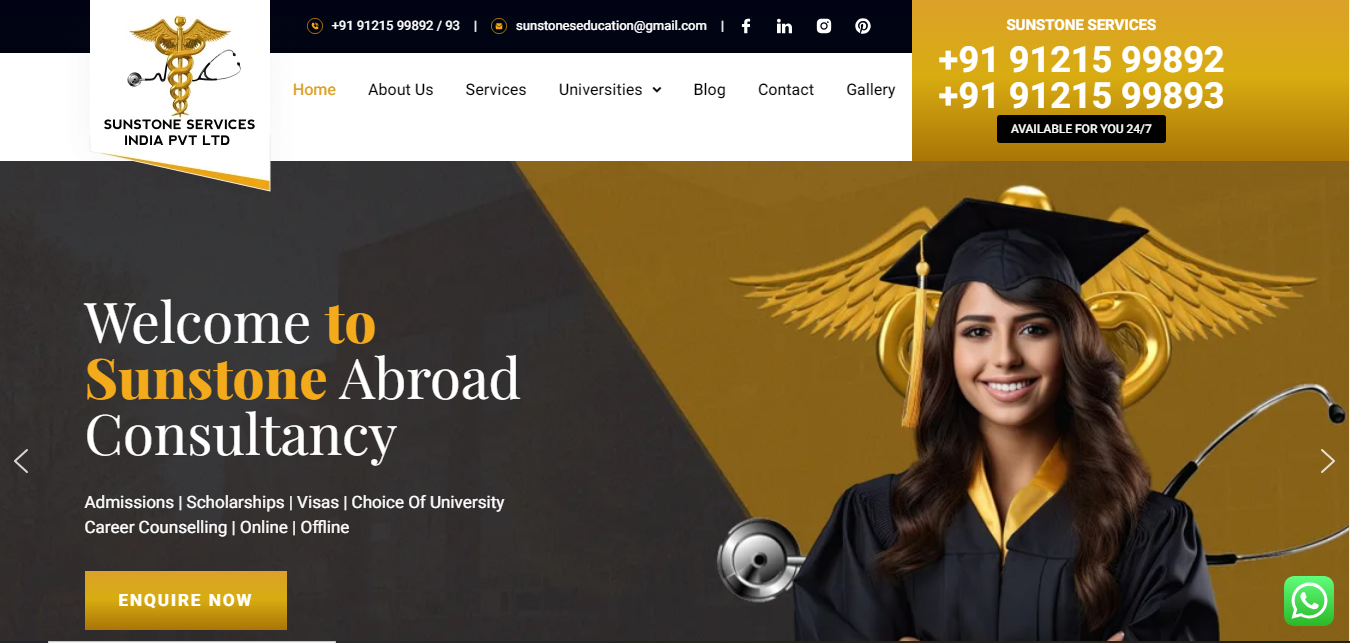 SUNSTONE SERVICES
INDIA PVT LTD
+91 91215 99892 / 93 | sunstoneseducation@gmail.com |
SUNSTONE SERVICES
+91 91215 99892
+91 91215 99893
AVAILABLE FOR YOU 24/7
Home About Us Services Universities Blog Contact Gallery
Welcome to
Sunstone Abroad
Consultancy
Admissions | Scholarships | Visas | Choice Of University
Career Counselling | Online | Offline
ENQUIRE NOW